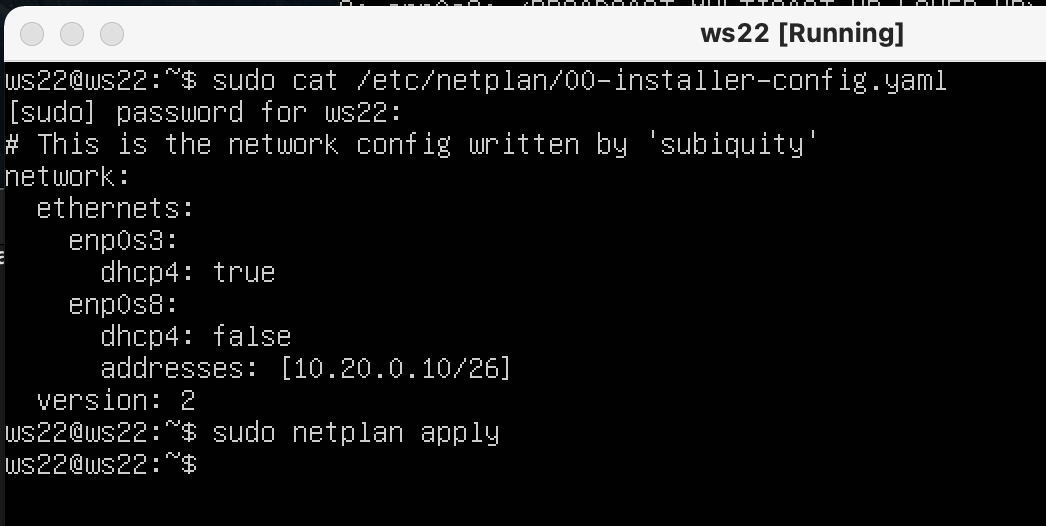 ws22 [Running]
ws22@ws22:~$ sudo cat /etc/netplan/00-installer-config.yaml
[sudo] password for ws22:
# This is the network config written by 'subiquity'
network:
  ethernets:
    enp0s3:
      dhcp4: true
    enp0s8:
      dhcp4: false
      addresses: [10.20.0.10/26]
  version: 2
ws22@ws22:~$ sudo netplan apply
ws22@ws22:~$